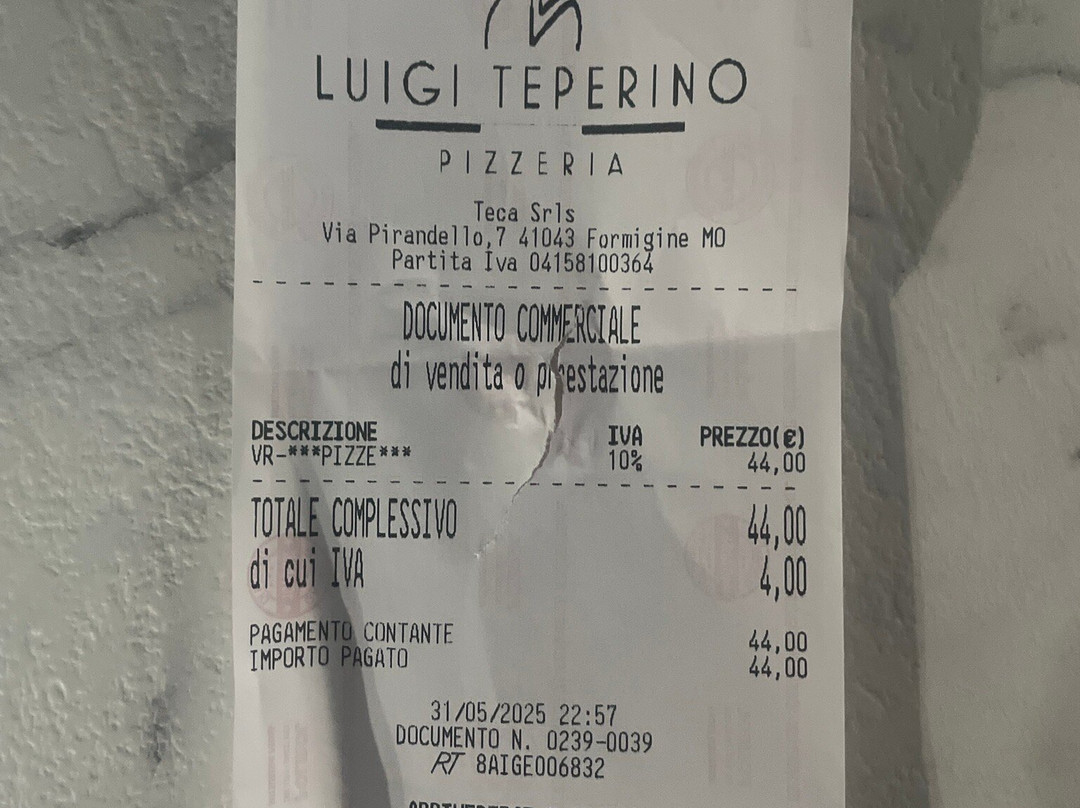 LUIGI TEPERINO
PIZZERIA
Teca Srls
Via Pirandello,7 41043 Formigine MO
Partita Iva 04158100364
DOCUMENTO COMMERCIALE
di vendita o prestazione
DESCRIZIONE IVA PREZZO(€)
VR-***PIZZE*** 10% 44,00
TOTALE COMPLESSIVO 44,00
di cui IVA 4,00
PAGAMENTO CONTANTE 44,00
IMPORTO PAGATO 44,00
31/05/2025 22:57
DOCUMENTO N. 0239-0039
RT 8AIGE006832